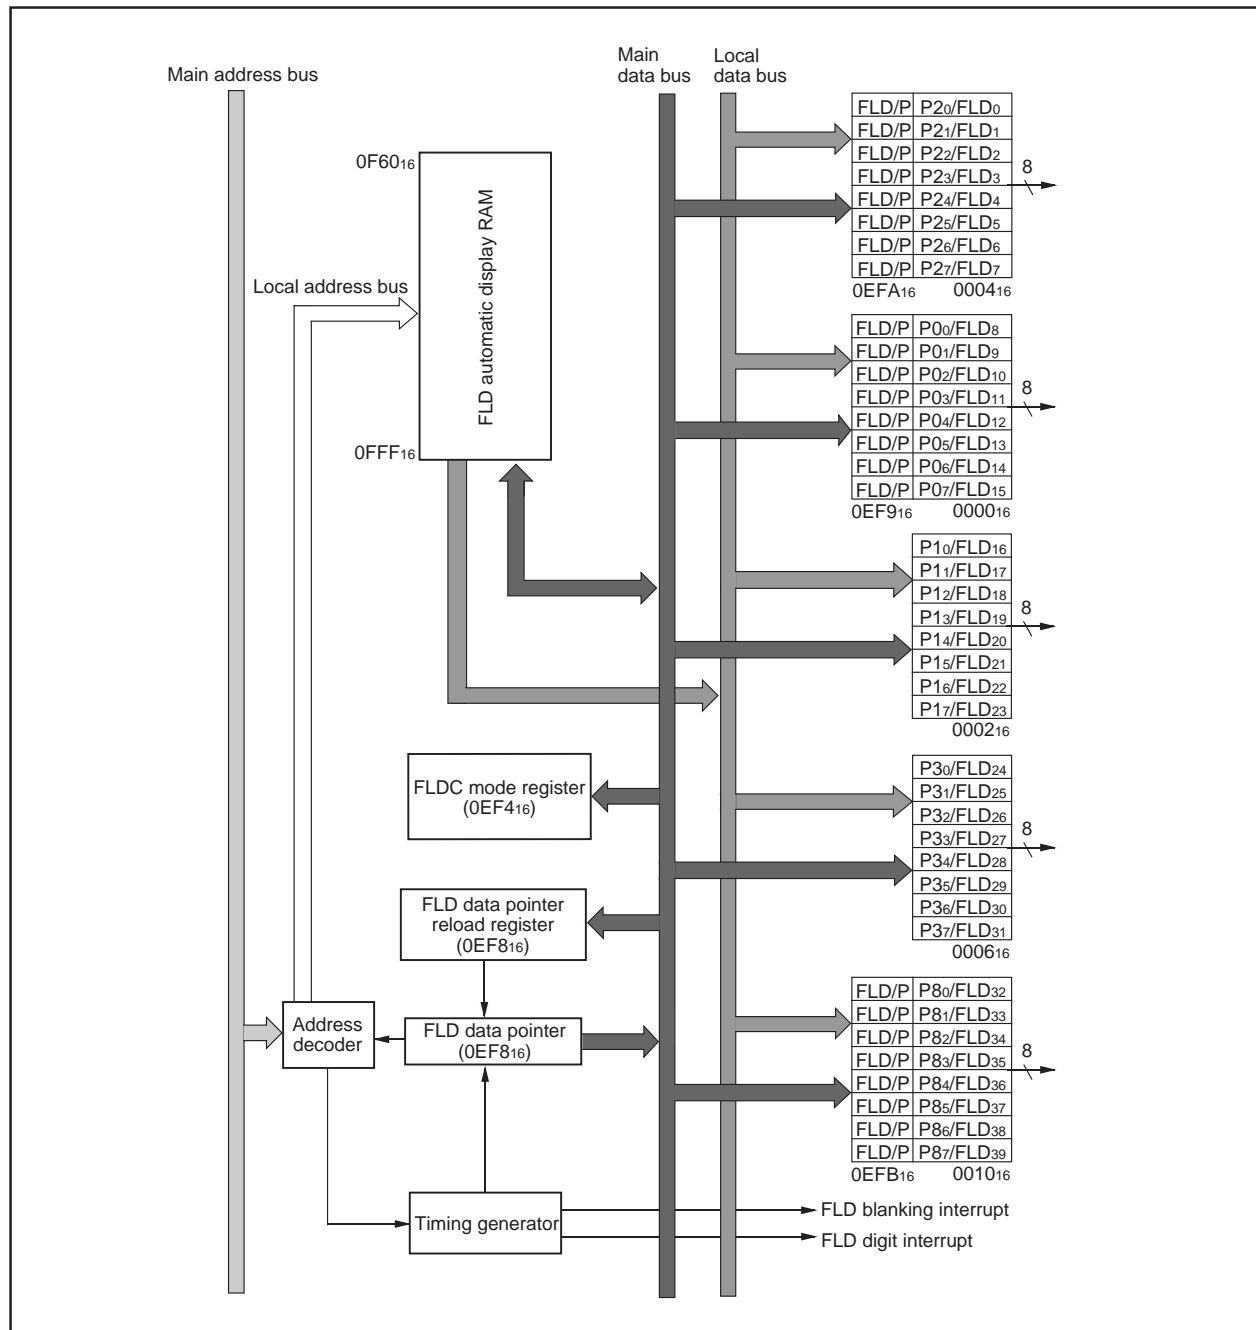 Main address bus
Main
data bus
Local
data bus
0F6016
FLD automatic display RAM
Local address bus
0FFF16
FLDC mode register
(0EF416)
FLD data pointer
reload register
(0EF816)
Address
decoder
FLD data pointer
(0EF816)
Timing generator
FLD blanking interrupt
FLD digit interrupt
FLD/P P20/FLD0
FLD/P P21/FLD1
FLD/P P22/FLD2
FLD/P P23/FLD3
FLD/P P24/FLD4
FLD/P P25/FLD5
FLD/P P26/FLD6
FLD/P P27/FLD7
8
0EFA16 000416
FLD/P P00/FLD8
FLD/P P01/FLD9
FLD/P P02/FLD10
FLD/P P03/FLD11
FLD/P P04/FLD12
FLD/P P05/FLD13
FLD/P P06/FLD14
FLD/P P07/FLD15
8
0EF916 000016
P10/FLD16
P11/FLD17
P12/FLD18
P13/FLD19
P14/FLD20
P15/FLD21
P16/FLD22
P17/FLD23
8
000216
P30/FLD24
P31/FLD25
P32/FLD26
P33/FLD27
P34/FLD28
P35/FLD29
P36/FLD30
P37/FLD31
8
000616
FLD/P P80/FLD32
FLD/P P81/FLD33
FLD/P P82/FLD34
FLD/P P83/FLD35
FLD/P P84/FLD36
FLD/P P85/FLD37
FLD/P P86/FLD38
FLD/P P87/FLD39
8
0EFB16 001016